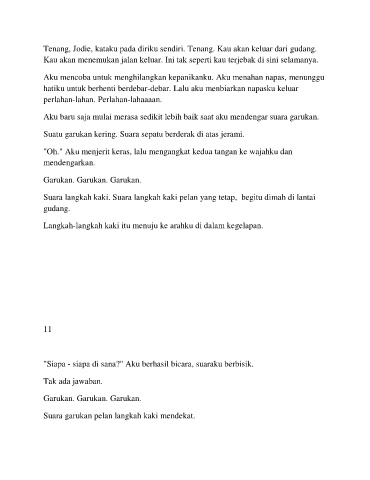 Tenang, Jodie, kataku pada diriku sendiri. Tenang. Kau akan keluar dari gudang.
Kau akan menemukan jalan keluar. Ini tak seperti kau terjebak di sini selamanya.
Aku mencoba untuk menghilangkan kepanikanku. Aku menahan napas, menunggu
hatiku untuk berhenti berdebar-debar. Lalu aku menbiarkan napasku keluar
perlahan-lahan. Perlahan-lahaaaan.
Aku baru saja mulai merasa sedikit lebih baik saat aku mendengar suara garukan.
Suatu garukan kering. Suara sepatu berderak di atas jerami.
"Oh." Aku menjerit keras, lalu mengangkat kedua tangan ke wajahku dan
mendengarkan.
Garukan. Garukan. Garukan.
Suara langkah kaki. Suara langkah kaki pelan yang tetap, begitu dimah di lantai
gudang.
Langkah-langkah kaki itu menuju ke arahku di dalam kegelapan.
11
"Siapa - siapa di sana?" Aku berhasil bicara, suaraku berbisik.
Tak ada jawaban.
Garukan. Garukan. Garukan.
Suara garukan pelan langkah kaki mendekat.